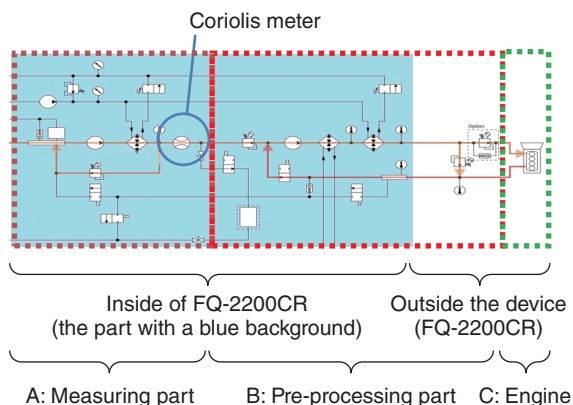 Coriolis meter
Option
Inside of FQ-2200CR
(the part with a blue background)
Outside the device
(FQ-2200CR)
A: Measuring part
B: Pre-processing part
C: Engine